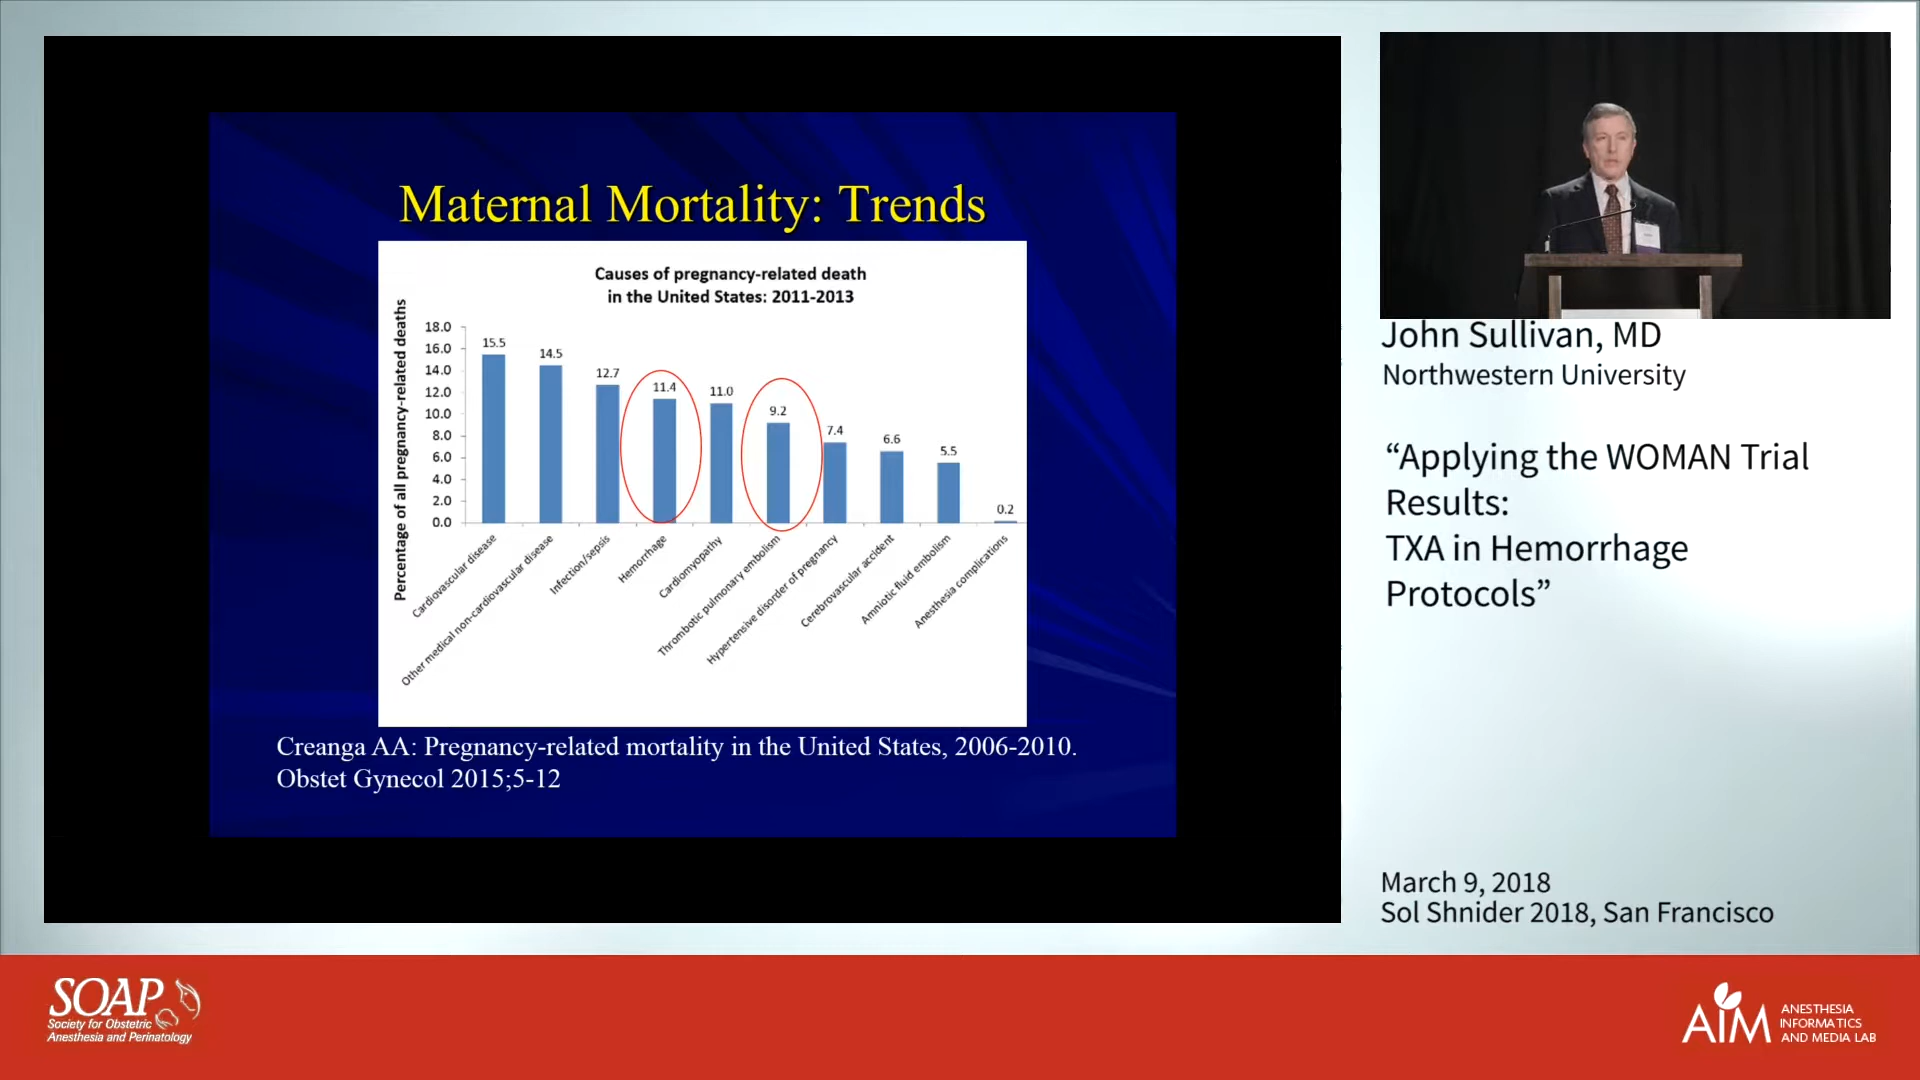 Maternal Mortality: Trends
Causes of pregnancy-related death
in the United States: 2011-2013
Percentage of all pregnancy-related deaths
18.0
16.0
14.0
12.0
10.0
8.0
6.0
4.0
2.0
0.0
15.5
14.5
12.7
11.4
11.0
9.2
7.4
6.6
5.5
0.2
Cardiovascular disease
Other medical non-cardiovascular disease
Infection/sepsis
Hemorrhage
Cardiomyopathy
Thrombotic pulmonary embolism
Hypertensive disorder of pregnancy
Cerebrovascular accident
Amniotic fluid embolism
Anesthesia complications
Creanga AA: Pregnancy-related mortality in the United States, 2006-2010.
Obstet Gynecol 2015;5-12
John Sullivan, MD
Northwestern University
“Applying the WOMAN Trial
Results:
TXA in Hemorrhage
Protocols”
March 9, 2018
Sol Shnider 2018, San Francisco
SOAP
Society for Obstetric
Anesthesia and Perinatology
AIM
ANESTHESIA
INFORMATICS
AND MEDIA LAB